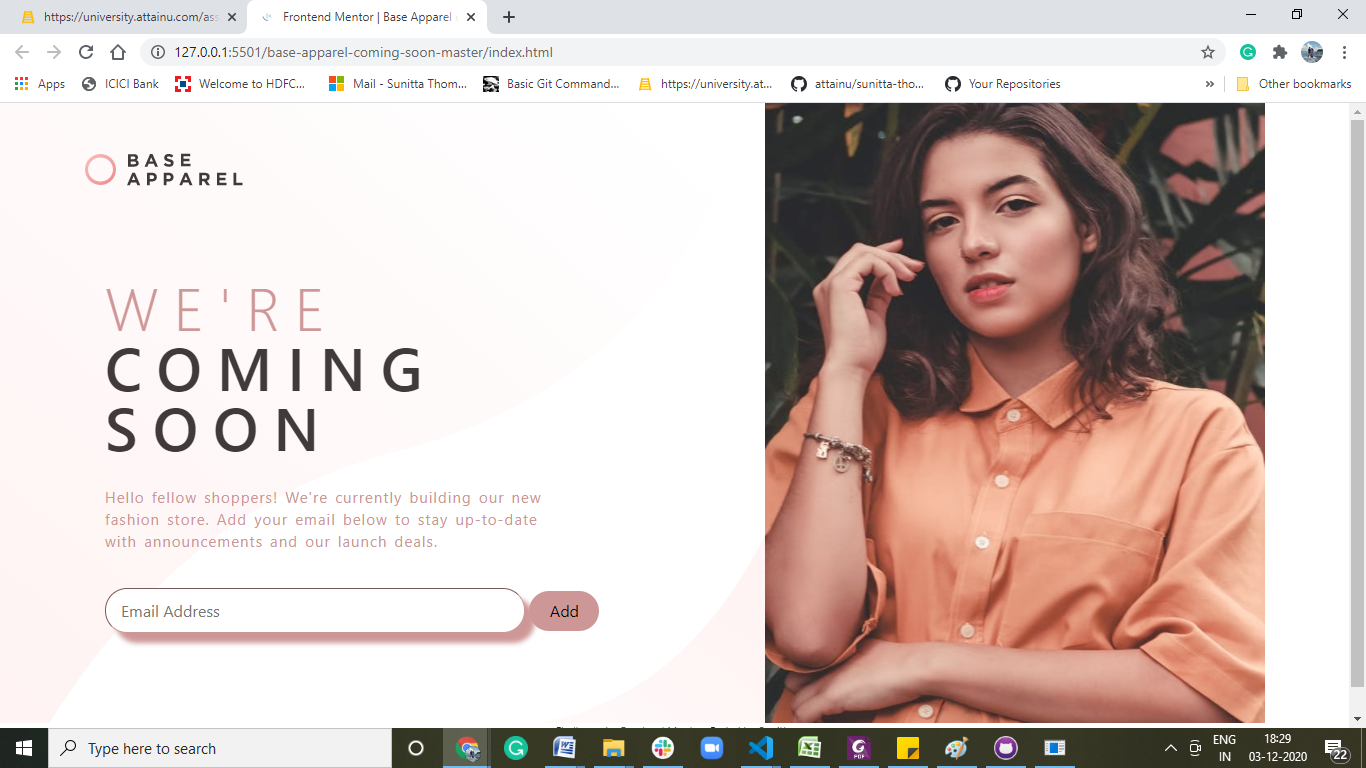 https://university.attainu.com/ass
Frontend Mentor | Base Apparel
127.0.0.1:5501/base-apparel-coming-soon-master/index.html
Apps
ICICI Bank
Welcome to HDFC...
Mail - Sunitta Thom...
Basic Git Command...
https://university.at...
attainu/sunitta-tho...
Your Repositories
»
Other bookmarks
BASE
APPAREL
WE'RE
COMING
SOON
Hello fellow shoppers! We're currently building our new
fashion store. Add your email below to stay up-to-date
with announcements and our launch deals.
Email Address
Add
Type here to search
ENG
IN
18:29
03-12-2020
22